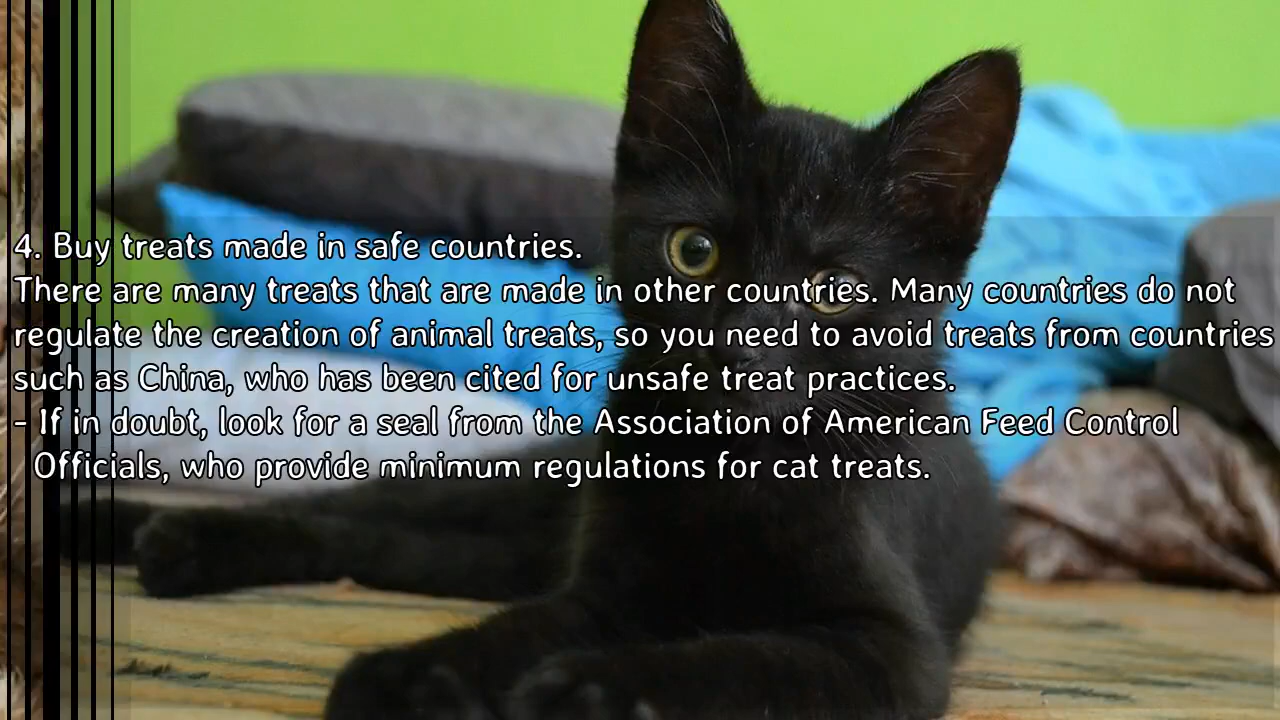 4. Buy treats made in safe countries.
There are many treats that are made in other countries. Many countries do not
regulate the creation of animal treats, so you need to avoid treats from countries
such as China, who has been cited for unsafe treat practices.
- If in doubt, look for a seal from the Association of American Feed Control
Officials, who provide minimum regulations for cat treats.